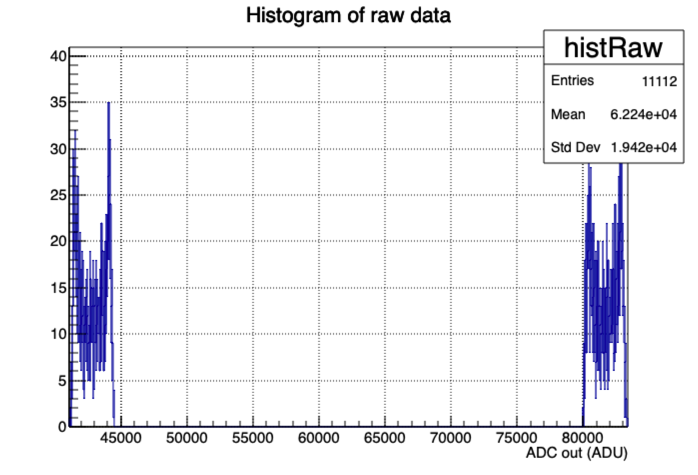 Histogram of raw data
histRaw
Entries 11112
Mean 6.224e+04
Std Dev 1.942e+04
40
35
30
25
20
15
10
5
0
45000 50000 55000 60000 65000 70000 75000 80000
ADC out (ADU)